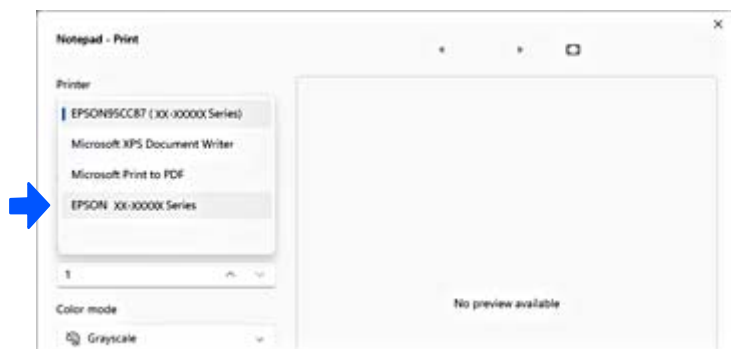 Notepad - Print
Printer
EPSON95CC87 ( XX-XXXXX Series)
Microsoft XPS Document Writer
Microsoft Print to PDF
EPSON XX-XXXXX Series
1
Color mode
Grayscale
No preview available